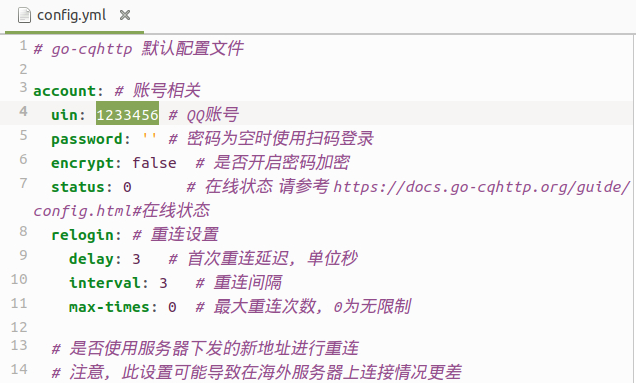 config.yml
1 # go-cqhttp 默认配置文件
2
3 account: # 账号相关
4 uin: 1233456 # QQ账号
5 password: '' # 密码为空时使用扫码登录
6 encrypt: false # 是否开启密码加密
7 status: 0 # 在线状态 请参考 https://docs.go-cqhttp.org/guide/
config.html#在线状态
8 relogin: # 重连设置
9 delay: 3 # 首次重连延迟, 单位秒
10 interval: 3 # 重连间隔
11 max-times: 0 # 最大重连次数, 0为无限制
12
13 # 是否使用服务器下发的新地址进行重连
14 # 注意, 此设置可能导致在海外服务器上连接情况更差